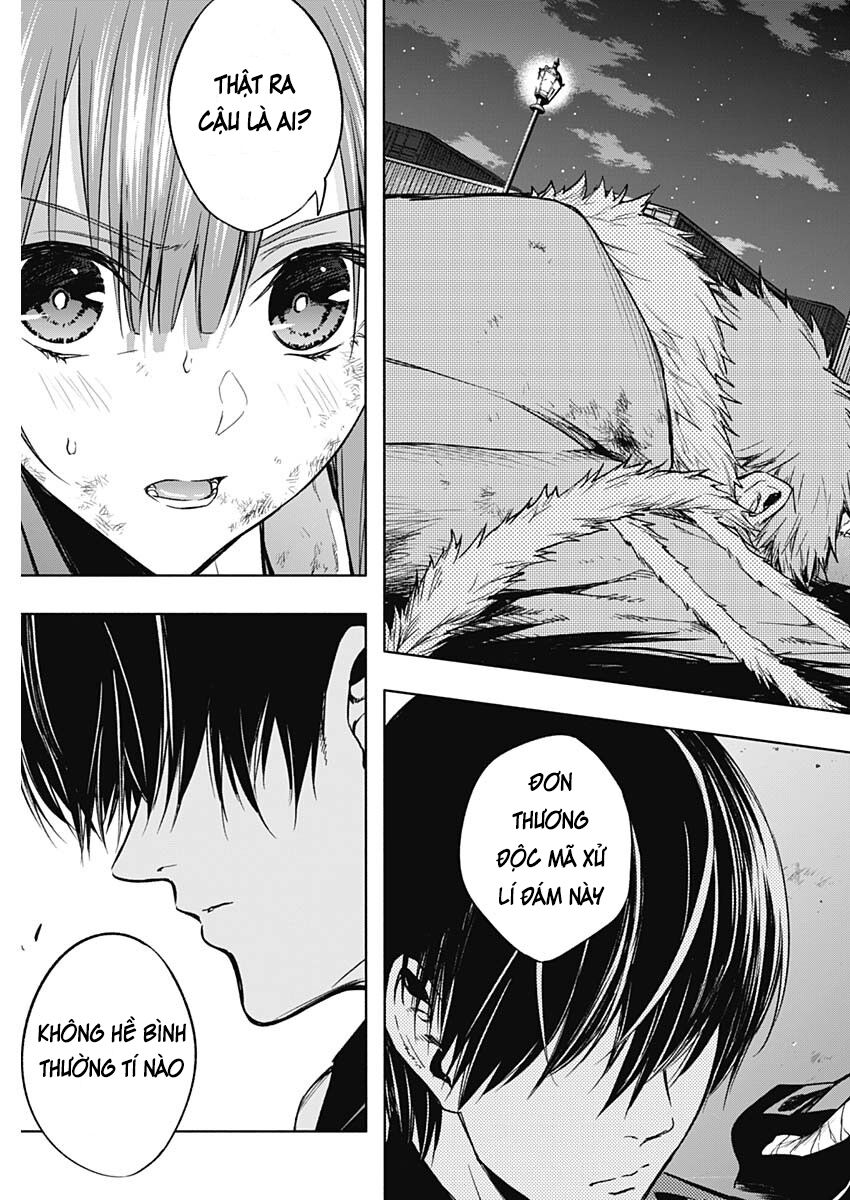 THẬT RA
CẬU LÀ AI?
ĐƠN
THƯƠNG
ĐỘC MÃ XỬ
LÍ ĐÁM NÀY
KHÔNG HỀ BÌNH
THƯỜNG TÍ NÀO